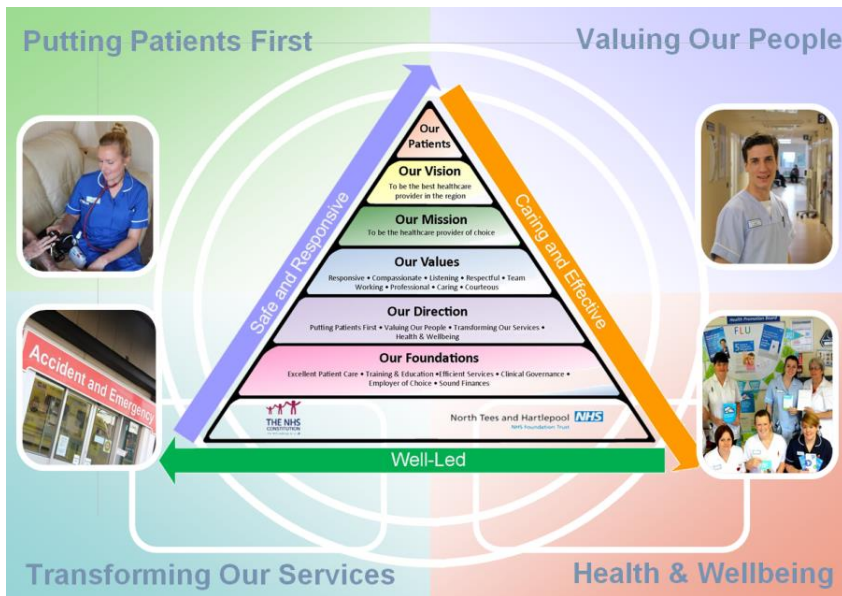 Putting Patients First
Valuing Our People
Safe and Responsive
Caring and Effective
Our
Patients
Our Vision
To be the best healthcare
provider in the region
Our Mission
To be the healthcare provider of choice
Our Values
Responsive • Compassionate • Listening • Respectful • Team
Working • Professional • Caring • Courteous
Our Direction
Putting Patients First • Valuing Our People • Transforming Our Services •
Health & Wellbeing
Our Foundations
Excellent Patient Care • Training & Education •Efficient Services • Clinical Governance •
Employer of Choice • Sound Finances
THE NHS
CONSTITUTION
North Tees and Hartlepool NHS
NHS Foundation Trust
Well-Led
Accident and Emergency
Health Promotion Board
FLU
3
Transforming Our Services
Health & Wellbeing